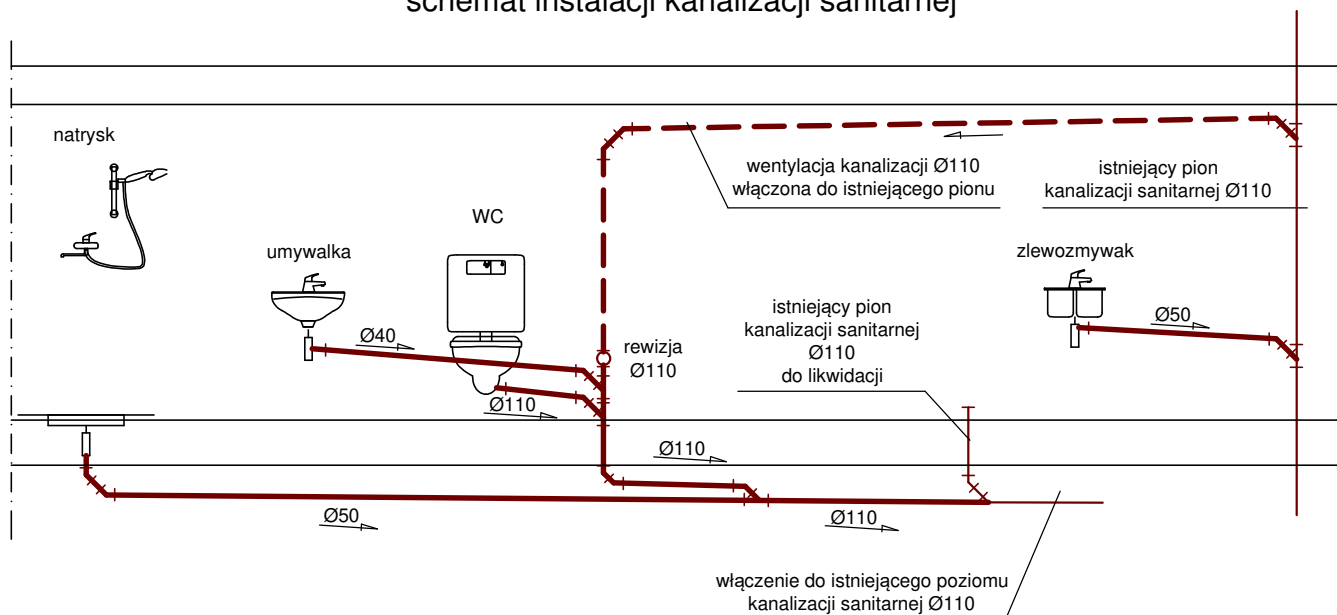 schemat instalacji kanalizacji sanitarnej
natrysk
wentylacja kanalizacji Ø110
włączona do istniejącego pionu
istniejący pion
kanalizacji sanitarnej Ø110
WC
umywalka
zlewozmywak
istniejący pion
kanalizacji sanitarnej
Ø110
do likwidacji
Ø50
Ø40
rewizja
Ø110
Ø110
Ø110
Ø50
Ø110
włączenie do istniejącego poziomu
kanalizacji sanitarnej Ø110